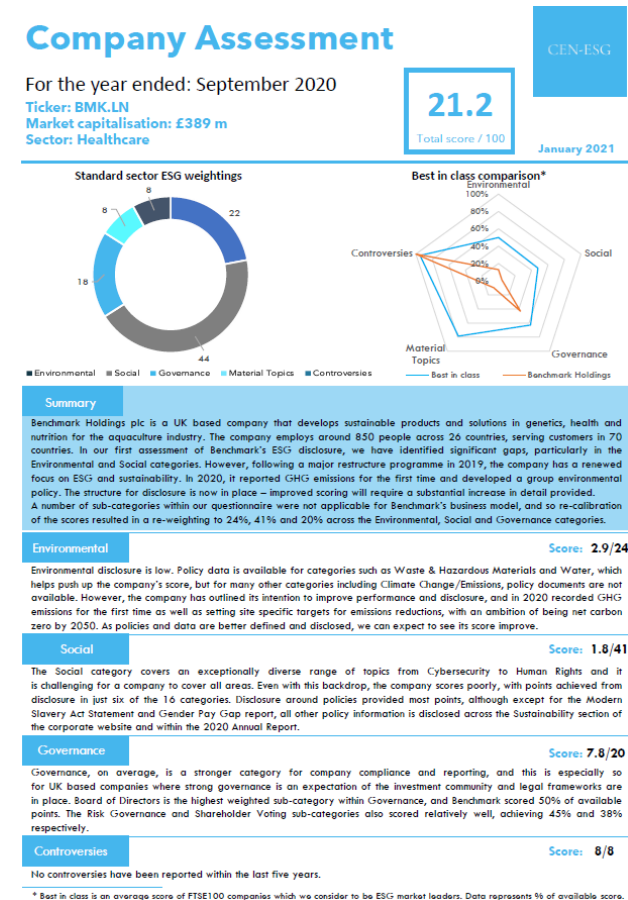 Company Assessment
CEN-ESG
For the year ended: September 2020
Ticker: BMK.LN
Market capitalisation: £389 m
Sector: Healthcare
21.2
Total score / 100
January 2021
Standard sector ESG weightings
8
8
22
18
44
Environmental Social Governance Material Topics Controversies
Best in class comparison*
Environmental
100%
80%
60%
40%
20%
0%
Controversies
Social
Material
Topics
Governance
Best in class Benchmark Holdings
Summary
Benchmark Holdings plc is a UK based company that develops sustainable products and solutions in genetics, health and
nutrition for the aquaculture industry. The company employs around 850 people across 26 countries, serving customers in 70
countries. In our first assessment of Benchmark's ESG disclosure, we have identified significant gaps, particularly in the
Environmental and Social categories. However, following a major restructure programme in 2019, the company has a renewed
focus on ESG and sustainability. In 2020, it reported GHG emissions for the first time and developed a group environmental
policy. The structure for disclosure is now in place – improved scoring will require a substantial increase in detail provided.
A number of sub-categories within our questionnaire were not applicable for Benchmark's business model, and so re-calibration
of the scores resulted in a re-weighting to 24%, 41% and 20% across the Environmental, Social and Governance categories.
Environmental
Score: 2.9/24
Environmental disclosure is low. Policy data is available for categories such as Waste & Hazardous Materials and Water, which
helps push up the company's score, but for many other categories including Climate Change/Emissions, policy documents are not
available. However, the company has outlined its intention to improve performance and disclosure, and in 2020 recorded GHG
emissions for the first time as well as setting site specific targets for emissions reductions, with an ambition of being net carbon
zero by 2050. As policies and data are better defined and disclosed, we can expect to see its score improve.
Social
Score: 1.8/41
The Social category covers an exceptionally diverse range of topics from Cybersecurity to Human Rights and it
is challenging for a company to cover all areas. Even with this backdrop, the company scores poorly, with points achieved from
disclosure in just six of the 16 categories. Disclosure around policies provided most points, although except for the Modern
Slavery Act Statement and Gender Pay Gap report, all other policy information is disclosed across the Sustainability section of
the corporate website and within the 2020 Annual Report.
Governance
Score: 7.8/20
Governance, on average, is a stronger category for company compliance and reporting, and this is especially so
for UK based companies where strong governance is an expectation of the investment community and legal frameworks are
in place. Board of Directors is the highest weighted sub-category within Governance, and Benchmark scored 50% of available
points. The Risk Governance and Shareholder Voting sub-categories also scored relatively well, achieving 45% and 38%
respectively.
Controversies
Score: 8/8
No controversies have been reported within the last five years.
* Best in class is an average score of FTSE100 companies which we consider to be ESG market leaders. Data represents % of available score.